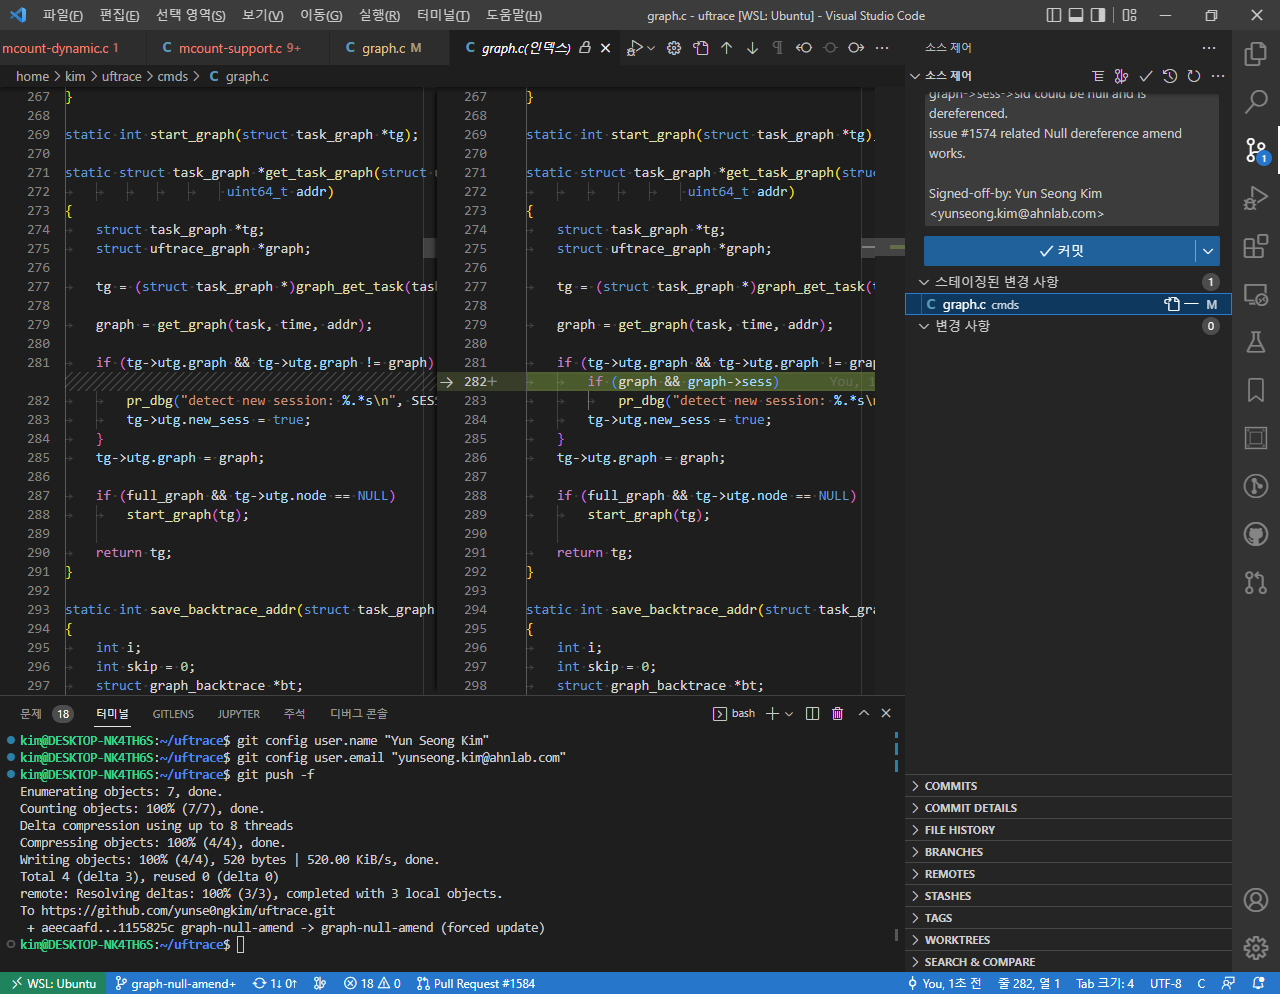 파일(F) 편집(E) 선택 영역(S) 보기(V) 이동(G) 실행(R) 터미널(T) 도움말(H) graph.c - uftrace [WSL: Ubuntu] - Visual Studio Code
mcount-dynamic.c 1 C mcount-support.c 9+ C graph.c M C graph.c(인덱스)
home > kim > uftrace > cmds > C graph.c
267 }
268
269 static int start_graph(struct task_graph *tg);
270
271 static struct task_graph *get_task_graph(struct
272 uint64_t addr)
273 {
274 struct task_graph *tg;
275 struct uftrace_graph *graph;
276
277 tg = (struct task_graph *)graph_get_task(tas
278
279 graph = get_graph(task, time, addr);
280
281 if (tg->utg.graph && tg->utg.graph != graph)
282 pr_dbg("detect new session: %.*s\n", SES
283 tg->utg.new_sess = true;
284 }
285 tg->utg.graph = graph;
286
287 if (full_graph && tg->utg.node == NULL)
288 start_graph(tg);
289
290 return tg;
291 }
292
293 static int save_backtrace_addr(struct task_graph
294 {
295 int i;
296 int skip = 0;
297 struct graph_backtrace *bt;
267 }
268
269 static int start_graph(struct task_graph *tg)
270
271 static struct task_graph *get_task_graph(struc
272 uint64_t addr)
273 {
274 struct task_graph *tg;
275 struct uftrace_graph *graph;
276
277 tg = (struct task_graph *)graph_get_task(
278
279 graph = get_graph(task, time, addr);
280
281 if (tg->utg.graph && tg->utg.graph != grap
282+ if (graph && graph->sess) You, 1
283 pr_dbg("detect new session: %.*s\n
284 tg->utg.new_sess = true;
285 }
286 tg->utg.graph = graph;
287
288 if (full_graph && tg->utg.node == NULL)
289 start_graph(tg);
290
291 return tg;
292 }
293
294 static int save_backtrace_addr(struct task_gra
295 {
296 int i;
297 int skip = 0;
298 struct graph_backtrace *bt;
소스 제어
소스 제어
graph->sess->sid could be null and is
dereferenced.
issue #1574 related Null dereference amend
works.
Signed-off-by: Yun Seong Kim
<yunseong.kim@ahnlab.com>
커밋
스테이징된 변경 사항 1
C graph.c cmds M
변경 사항 0
COMMITS
COMMIT DETAILS
FILE HISTORY
BRANCHES
REMOTES
STASHES
TAGS
WORKTREES
SEARCH & COMPARE
1
문제 18 터미널 GITLENS JUPYTER 주석 디버그 콘솔 bash
kim@DESKTOP-NK4TH6S:~/uftrace$ git config user.name "Yun Seong Kim"
kim@DESKTOP-NK4TH6S:~/uftrace$ git config user.email "yunseong.kim@ahnlab.com"
kim@DESKTOP-NK4TH6S:~/uftrace$ git push -f
Enumerating objects: 7, done.
Counting objects: 100% (7/7), done.
Delta compression using up to 8 threads
Compressing objects: 100% (4/4), done.
Writing objects: 100% (4/4), 520 bytes | 520.00 KiB/s, done.
Total 4 (delta 3), reused 0 (delta 0)
remote: Resolving deltas: 100% (3/3), completed with 3 local objects.
To https://github.com/yunse0ngkim/uftrace.git
+ aeecaafd...1155825c graph-null-amend -> graph-null-amend (forced update)
kim@DESKTOP-NK4TH6S:~/uftrace$
WSL: Ubuntu graph-null-amend+ 1↓ 0↑ 18 0 Pull Request #1584 You, 1초 전 줄 282, 열 1 Tab 크기: 4 UTF-8 C